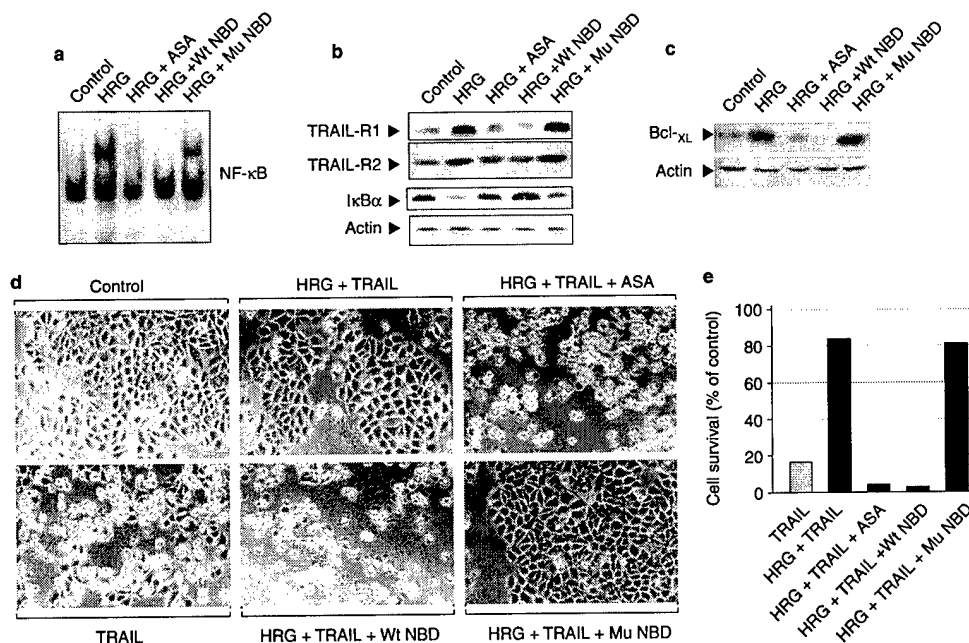 a
Control
HRG
HRG + ASA
HRG +Wt NBD
HRG + Mu NBD
NF-κB
b
Control
HRG
HRG + ASA
HRG +Wt NBD
HRG + Mu NBD
TRAIL-R1
TRAIL-R2
IκBα
Actin
c
Control
HRG
HRG + ASA
HRG +Wt NBD
HRG + Mu NBD
Bcl-XL
Actin
d
Control
HRG + TRAIL
HRG + TRAIL + ASA
TRAIL
HRG + TRAIL + Wt NBD
HRG + TRAIL + Mu NBD
e
Cell survival (% of control)
100
80
60
40
20
0
TRAIL
HRG + TRAIL
HRG + TRAIL + ASA
HRG + TRAIL +Wt NBD
HRG + TRAIL + Mu NBD